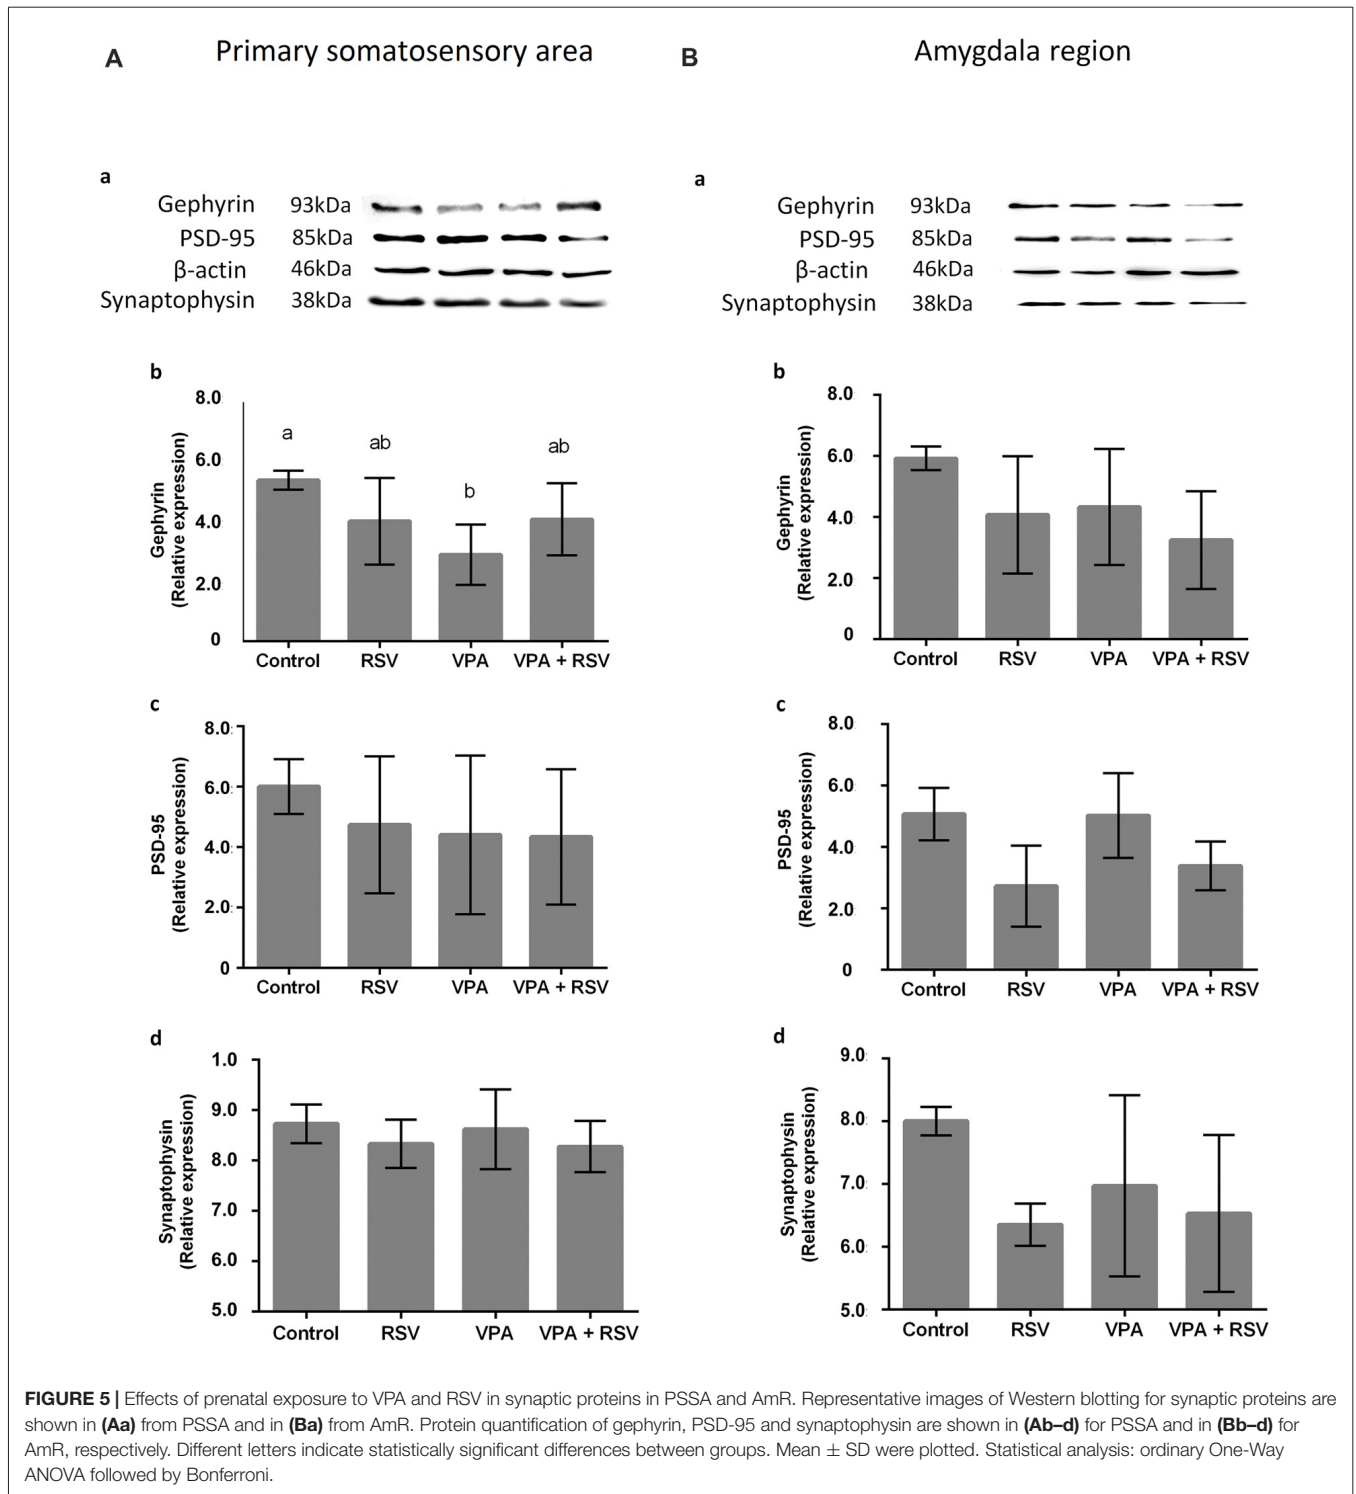 A Primary somatosensory area
a
Gephyrin 93kDa
PSD-95 85kDa
β-actin 46kDa
Synaptophysin 38kDa
b
Gephyrin
(Relative expression)
8.0
6.0
4.0
2.0
0
a
ab
b
ab
Control RSV VPA VPA + RSV
c
PSD-95
(Relative expression)
8.0
6.0
4.0
2.0
0
Control RSV VPA VPA + RSV
d
Synaptophysin
(Relative expression)
1.0
9.0
8.0
7.0
6.0
5.0
Control RSV VPA VPA + RSV
B Amygdala region
a
Gephyrin 93kDa
PSD-95 85kDa
β-actin 46kDa
Synaptophysin 38kDa
b
Gephyrin
(Relative expression)
8.0
6.0
4.0
2.0
0
Control RSV VPA VPA + RSV
c
PSD-95
(Relative expression)
8.0
6.0
4.0
2.0
0
Control RSV VPA VPA + RSV
d
Synaptophysin
(Relative expression)
9.0
8.0
7.0
6.0
5.0
Control RSV VPA VPA + RSV
FIGURE 5 | Effects of prenatal exposure to VPA and RSV in synaptic proteins in PSSA and AmR. Representative images of Western blotting for synaptic proteins are
shown in (Aa) from PSSA and in (Ba) from AmR. Protein quantification of gephyrin, PSD-95 and synaptophysin are shown in (Ab–d) for PSSA and in (Bb–d) for
AmR, respectively. Different letters indicate statistically significant differences between groups. Mean ± SD were plotted. Statistical analysis: ordinary One-Way
ANOVA followed by Bonferroni.